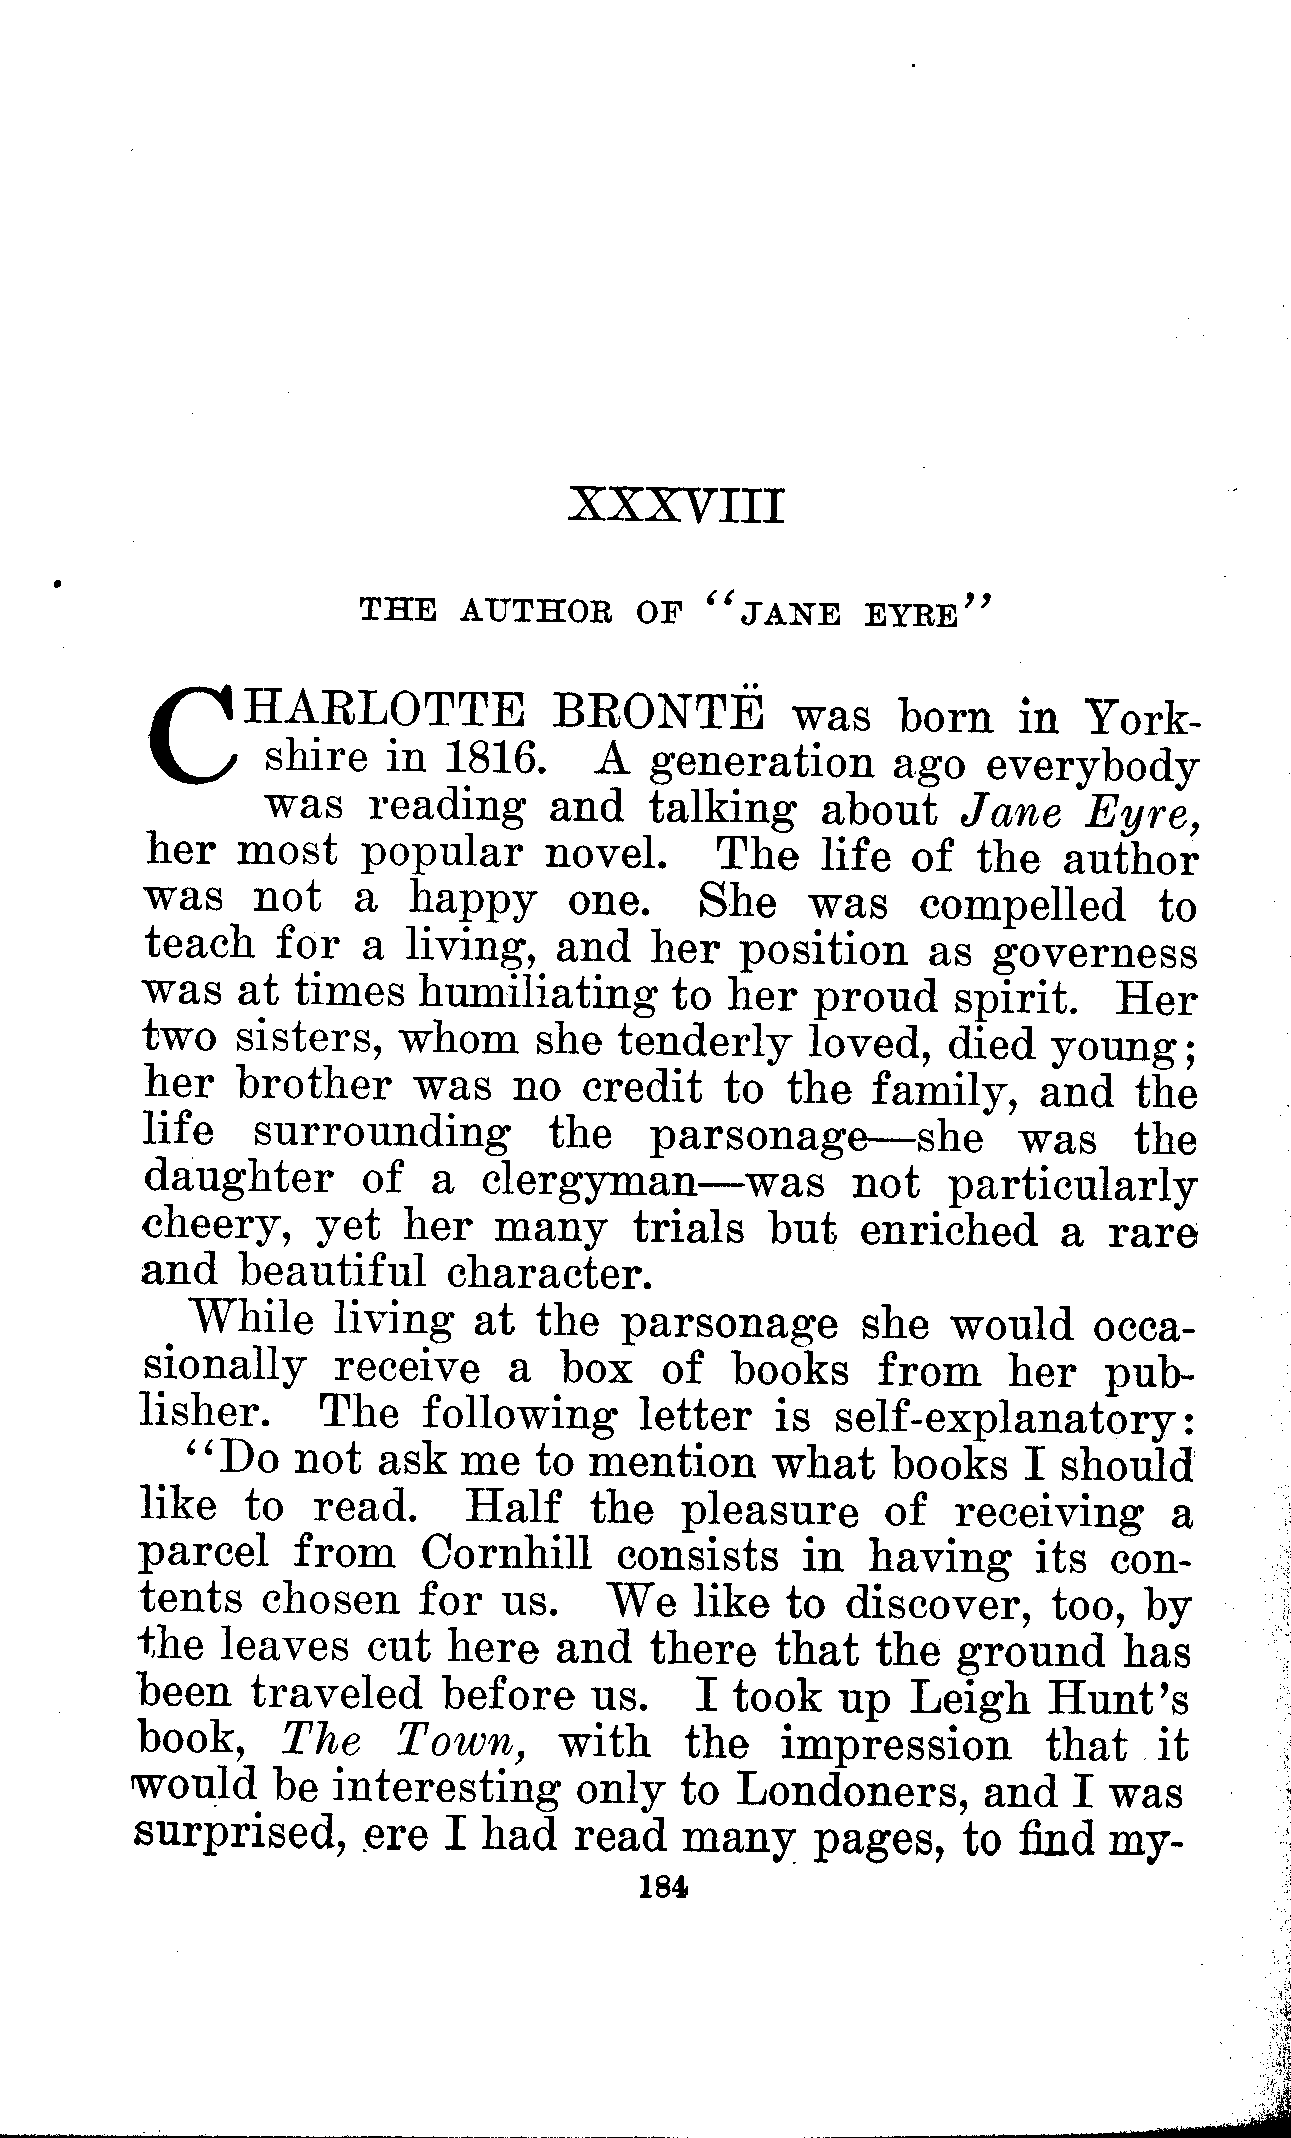 XXXVIII
THE AUTHOR OF "JANE EYRE"
CHARLOTTE BRONTË was born in York-
shire in 1816. A generation ago everybody
was reading and talking about Jane Eyre,
her most popular novel. The life of the author
was not a happy one. She was compelled to
teach for a living, and her position as governess
was at times humiliating to her proud spirit. Her
two sisters, whom she tenderly loved, died young;
her brother was no credit to the family, and the
life surrounding the parsonage—she was the
daughter of a clergyman—was not particularly
cheery, yet her many trials but enriched a rare
and beautiful character.
While living at the parsonage she would occa-
sionally receive a box of books from her pub-
lisher. The following letter is self-explanatory:
"Do not ask me to mention what books I should
like to read. Half the pleasure of receiving a
parcel from Cornhill consists in having its con-
tents chosen for us. We like to discover, too, by
the leaves cut here and there that the ground has
been traveled before us. I took up Leigh Hunt's
book, The Town, with the impression that it
would be interesting only to Londoners, and I was
surprised, ere I had read many pages, to find my-
184